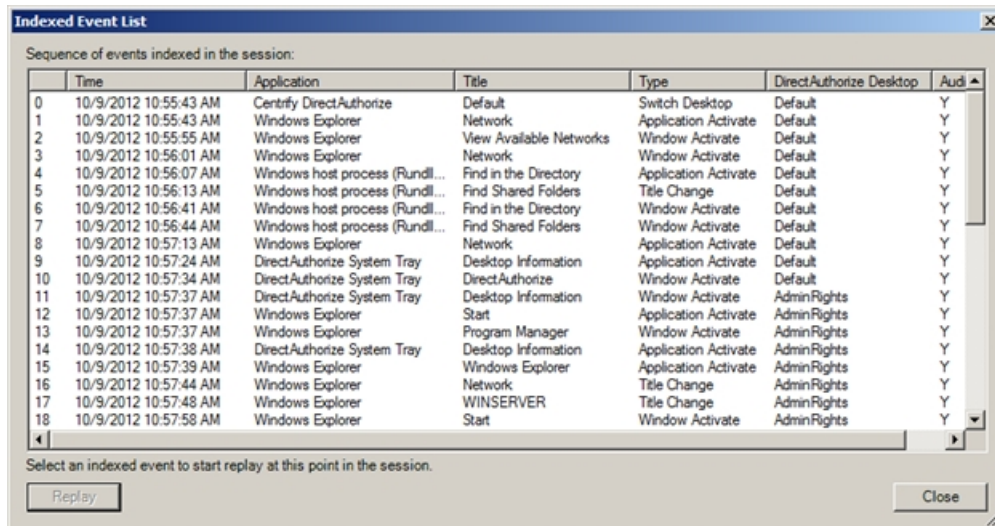 Indexed Event List
Sequence of events indexed in the session:
Time Application Title Type DirectAuthorize Desktop Audi
0 10/9/2012 10:55:43 AM Centrify DirectAuthorize Default Switch Desktop Default Y
1 10/9/2012 10:55:43 AM Windows Explorer Network Application Activate Default Y
2 10/9/2012 10:55:55 AM Windows Explorer View Available Networks Window Activate Default Y
3 10/9/2012 10:56:01 AM Windows Explorer Network Window Activate Default Y
4 10/9/2012 10:56:07 AM Windows host process (Rundll... Find in the Directory Application Activate Default Y
5 10/9/2012 10:56:13 AM Windows host process (Rundll... Find Shared Folders Title Change Default Y
6 10/9/2012 10:56:41 AM Windows host process (Rundll... Find in the Directory Window Activate Default Y
7 10/9/2012 10:56:44 AM Windows host process (Rundll... Find Shared Folders Window Activate Default Y
8 10/9/2012 10:57:13 AM Windows Explorer Network Application Activate Default Y
9 10/9/2012 10:57:24 AM DirectAuthorize System Tray Desktop Information Application Activate Default Y
10 10/9/2012 10:57:34 AM DirectAuthorize System Tray DirectAuthorize Window Activate Default Y
11 10/9/2012 10:57:37 AM DirectAuthorize System Tray Desktop Information Window Activate AdminRights Y
12 10/9/2012 10:57:37 AM Windows Explorer Start Application Activate AdminRights Y
13 10/9/2012 10:57:37 AM Windows Explorer Program Manager Window Activate AdminRights Y
14 10/9/2012 10:57:38 AM DirectAuthorize System Tray Desktop Information Application Activate AdminRights Y
15 10/9/2012 10:57:39 AM Windows Explorer Windows Explorer Application Activate AdminRights Y
16 10/9/2012 10:57:44 AM Windows Explorer Network Title Change AdminRights Y
17 10/9/2012 10:57:48 AM Windows Explorer WINSERVER Title Change AdminRights Y
18 10/9/2012 10:57:58 AM Windows Explorer Start Window Activate AdminRights Y
Select an indexed event to start replay at this point in the session.
Replay Close